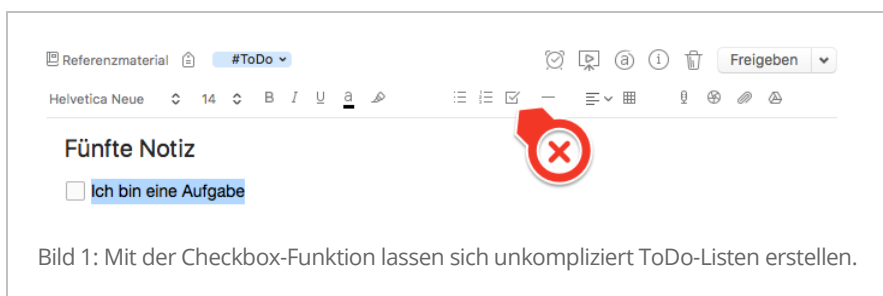 Referenzmaterial #ToDo Freigeben
Helvetica Neue 14 B I U a
Fünfte Notiz
Ich bin eine Aufgabe
Bild 1: Mit der Checkbox-Funktion lassen sich unkompliziert ToDo-Listen erstellen.